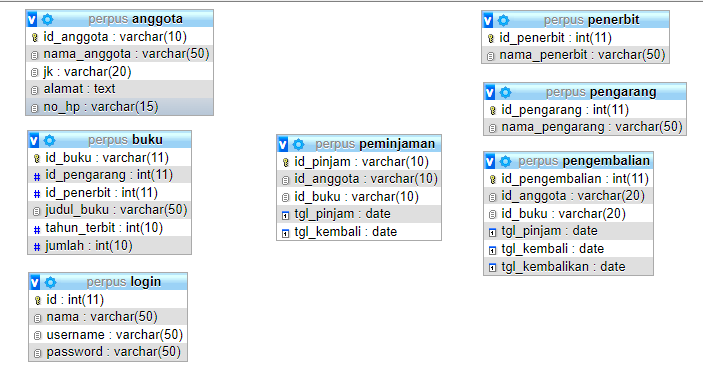 perpus anggota
id_anggota : varchar(10)
nama_anggota : varchar(50)
jk : varchar(20)
alamat : text
no_hp : varchar(15)
perpus buku
id_buku : varchar(11)
id_pengarang : int(11)
id_penerbit : int(11)
judul_buku : varchar(50)
tahun_terbit : int(10)
jumlah : int(10)
perpus login
id : int(11)
nama : varchar(50)
username : varchar(50)
password : varchar(50)
perpus peminjaman
id_pinjam : varchar(10)
id_anggota : varchar(10)
id_buku : varchar(10)
tgl_pinjam : date
tgl_kembali : date
perpus penerbit
id_penerbit : int(11)
nama_penerbit : varchar(50)
perpus pengarang
id_pengarang : int(11)
nama_pengarang : varchar(50)
perpus pengembalian
id_pengembalian : int(11)
id_anggota : varchar(20)
id_buku : varchar(20)
tgl_pinjam : date
tgl_kembali : date
tgl_kembalikan : date